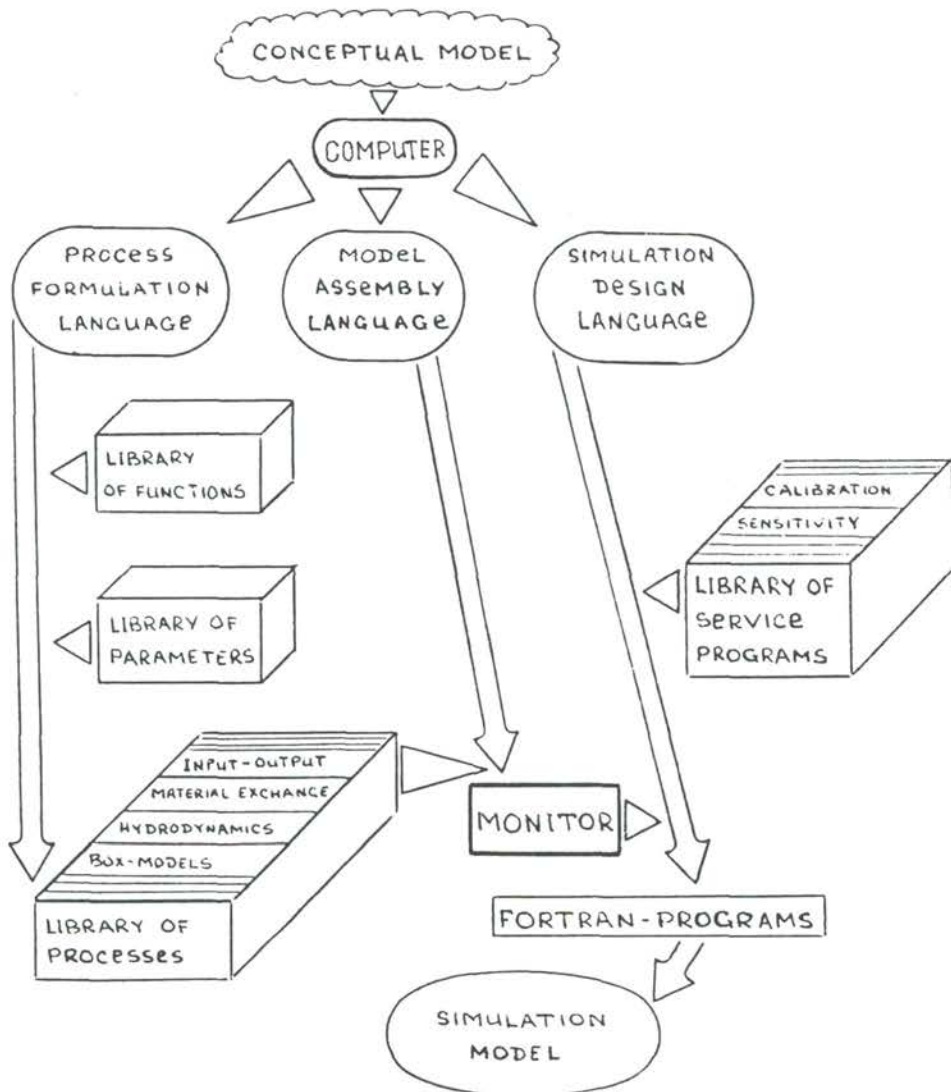 CONCEPTUAL MODEL
COMPUTER
PROCESS
FORMULATION
LANGUAGE
MODEL
ASSEMBLY
LANGUAGE
SIMULATION
DESIGN
LANGUAGE
LIBRARY
OF FUNCTIONS
CALIBRATION
SENSITIVITY
LIBRARY OF
SERVICE
PROGRAMS
LIBRARY OF
PARAMETERS
INPUT-OUTPUT
MATERIAL EXCHANGE
HYDRODYNAMICS
BOX-MODELS
LIBRARY OF
PROCESSES
MONITOR
FORTRAN-PROGRAMS
SIMULATION
MODEL